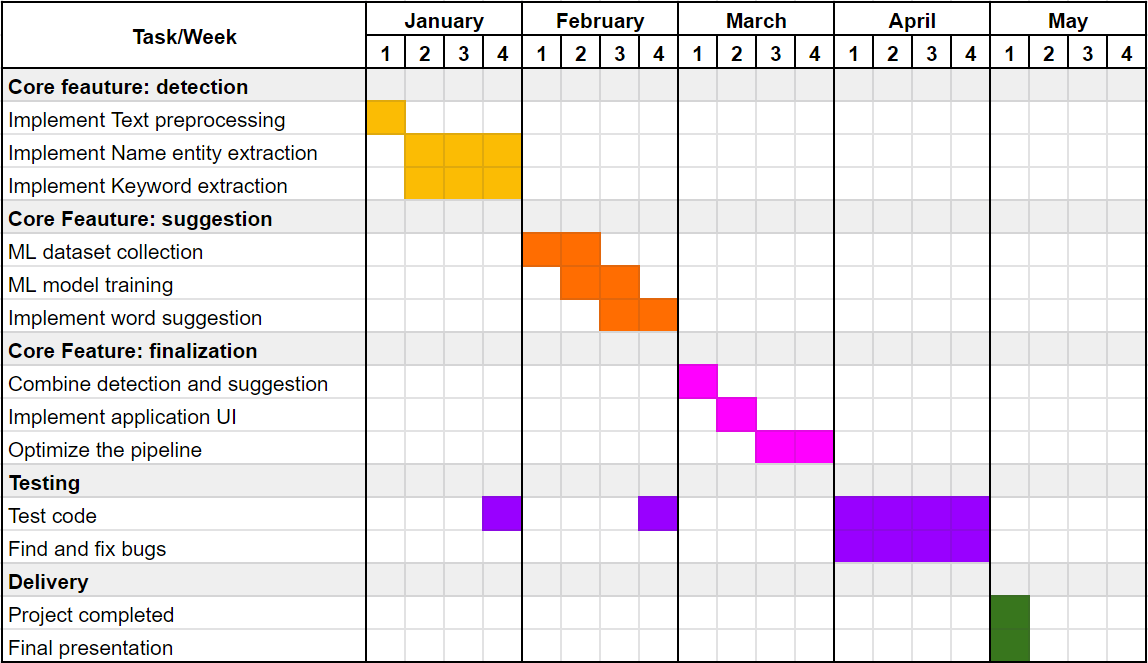 Task/Week January February March April May
1 2 3 4 1 2 3 4 1 2 3 4 1 2 3 4 1 2 3 4
Core feauture: detection
Implement Text preprocessing
Implement Name entity extraction
Implement Keyword extraction
Core Feauture: suggestion
ML dataset collection
ML model training
Implement word suggestion
Core Feature: finalization
Combine detection and suggestion
Implement application UI
Optimize the pipeline
Testing
Test code
Find and fix bugs
Delivery
Project completed
Final presentation